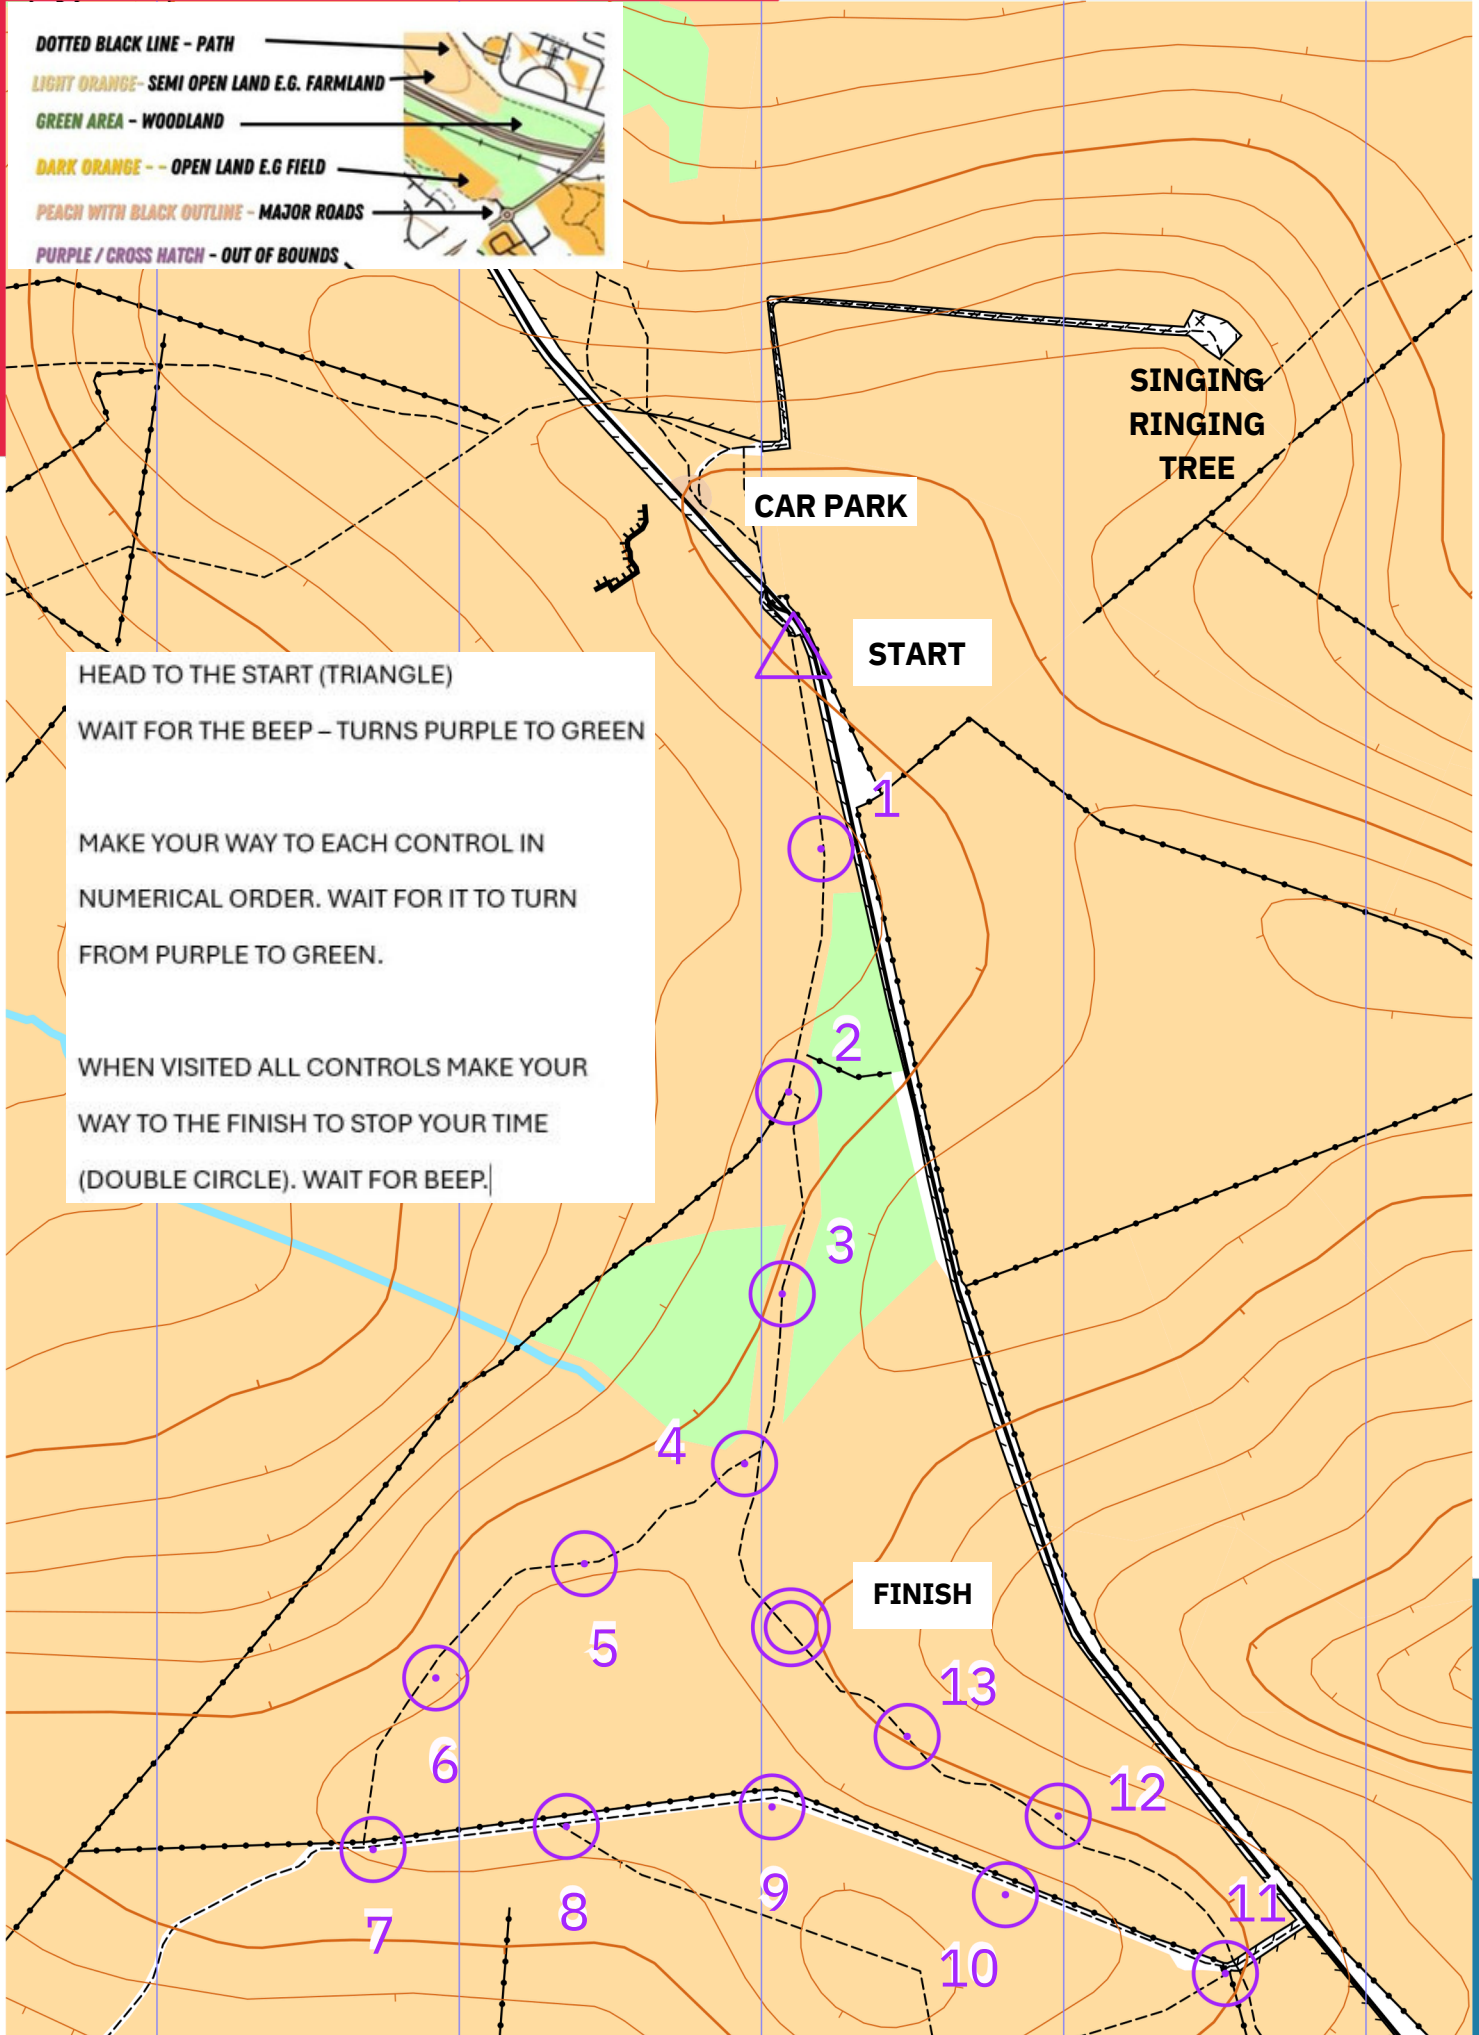 DOTTED BLACK LINE - PATH
LIGHT ORANGE- SEMI OPEN LAND E.G. FARMLAND
GREEN AREA - WOODLAND
DARK ORANGE - - OPEN LAND E.G FIELD
PEACH WITH BLACK OUTLINE - MAJOR ROADS
PURPLE / CROSS HATCH - OUT OF BOUNDS
SINGING
RINGING
TREE
CAR PARK
START
HEAD TO THE START (TRIANGLE)
WAIT FOR THE BEEP – TURNS PURPLE TO GREEN
MAKE YOUR WAY TO EACH CONTROL IN
NUMERICAL ORDER. WAIT FOR IT TO TURN
FROM PURPLE TO GREEN.
WHEN VISITED ALL CONTROLS MAKE YOUR
WAY TO THE FINISH TO STOP YOUR TIME
(DOUBLE CIRCLE). WAIT FOR BEEP.
1
2
3
4
FINISH
5
13
6
12
9
11
8
7
10